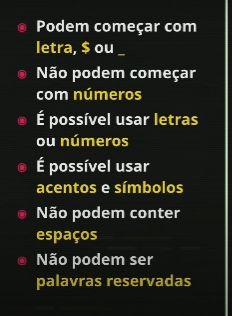 Podem começar com
letra, $ ou _
Não podem começar
com números
É possível usar letras
ou números
É possível usar
acentos e símbolos
Não podem conter
espaços
Não podem ser
palavras reservadas